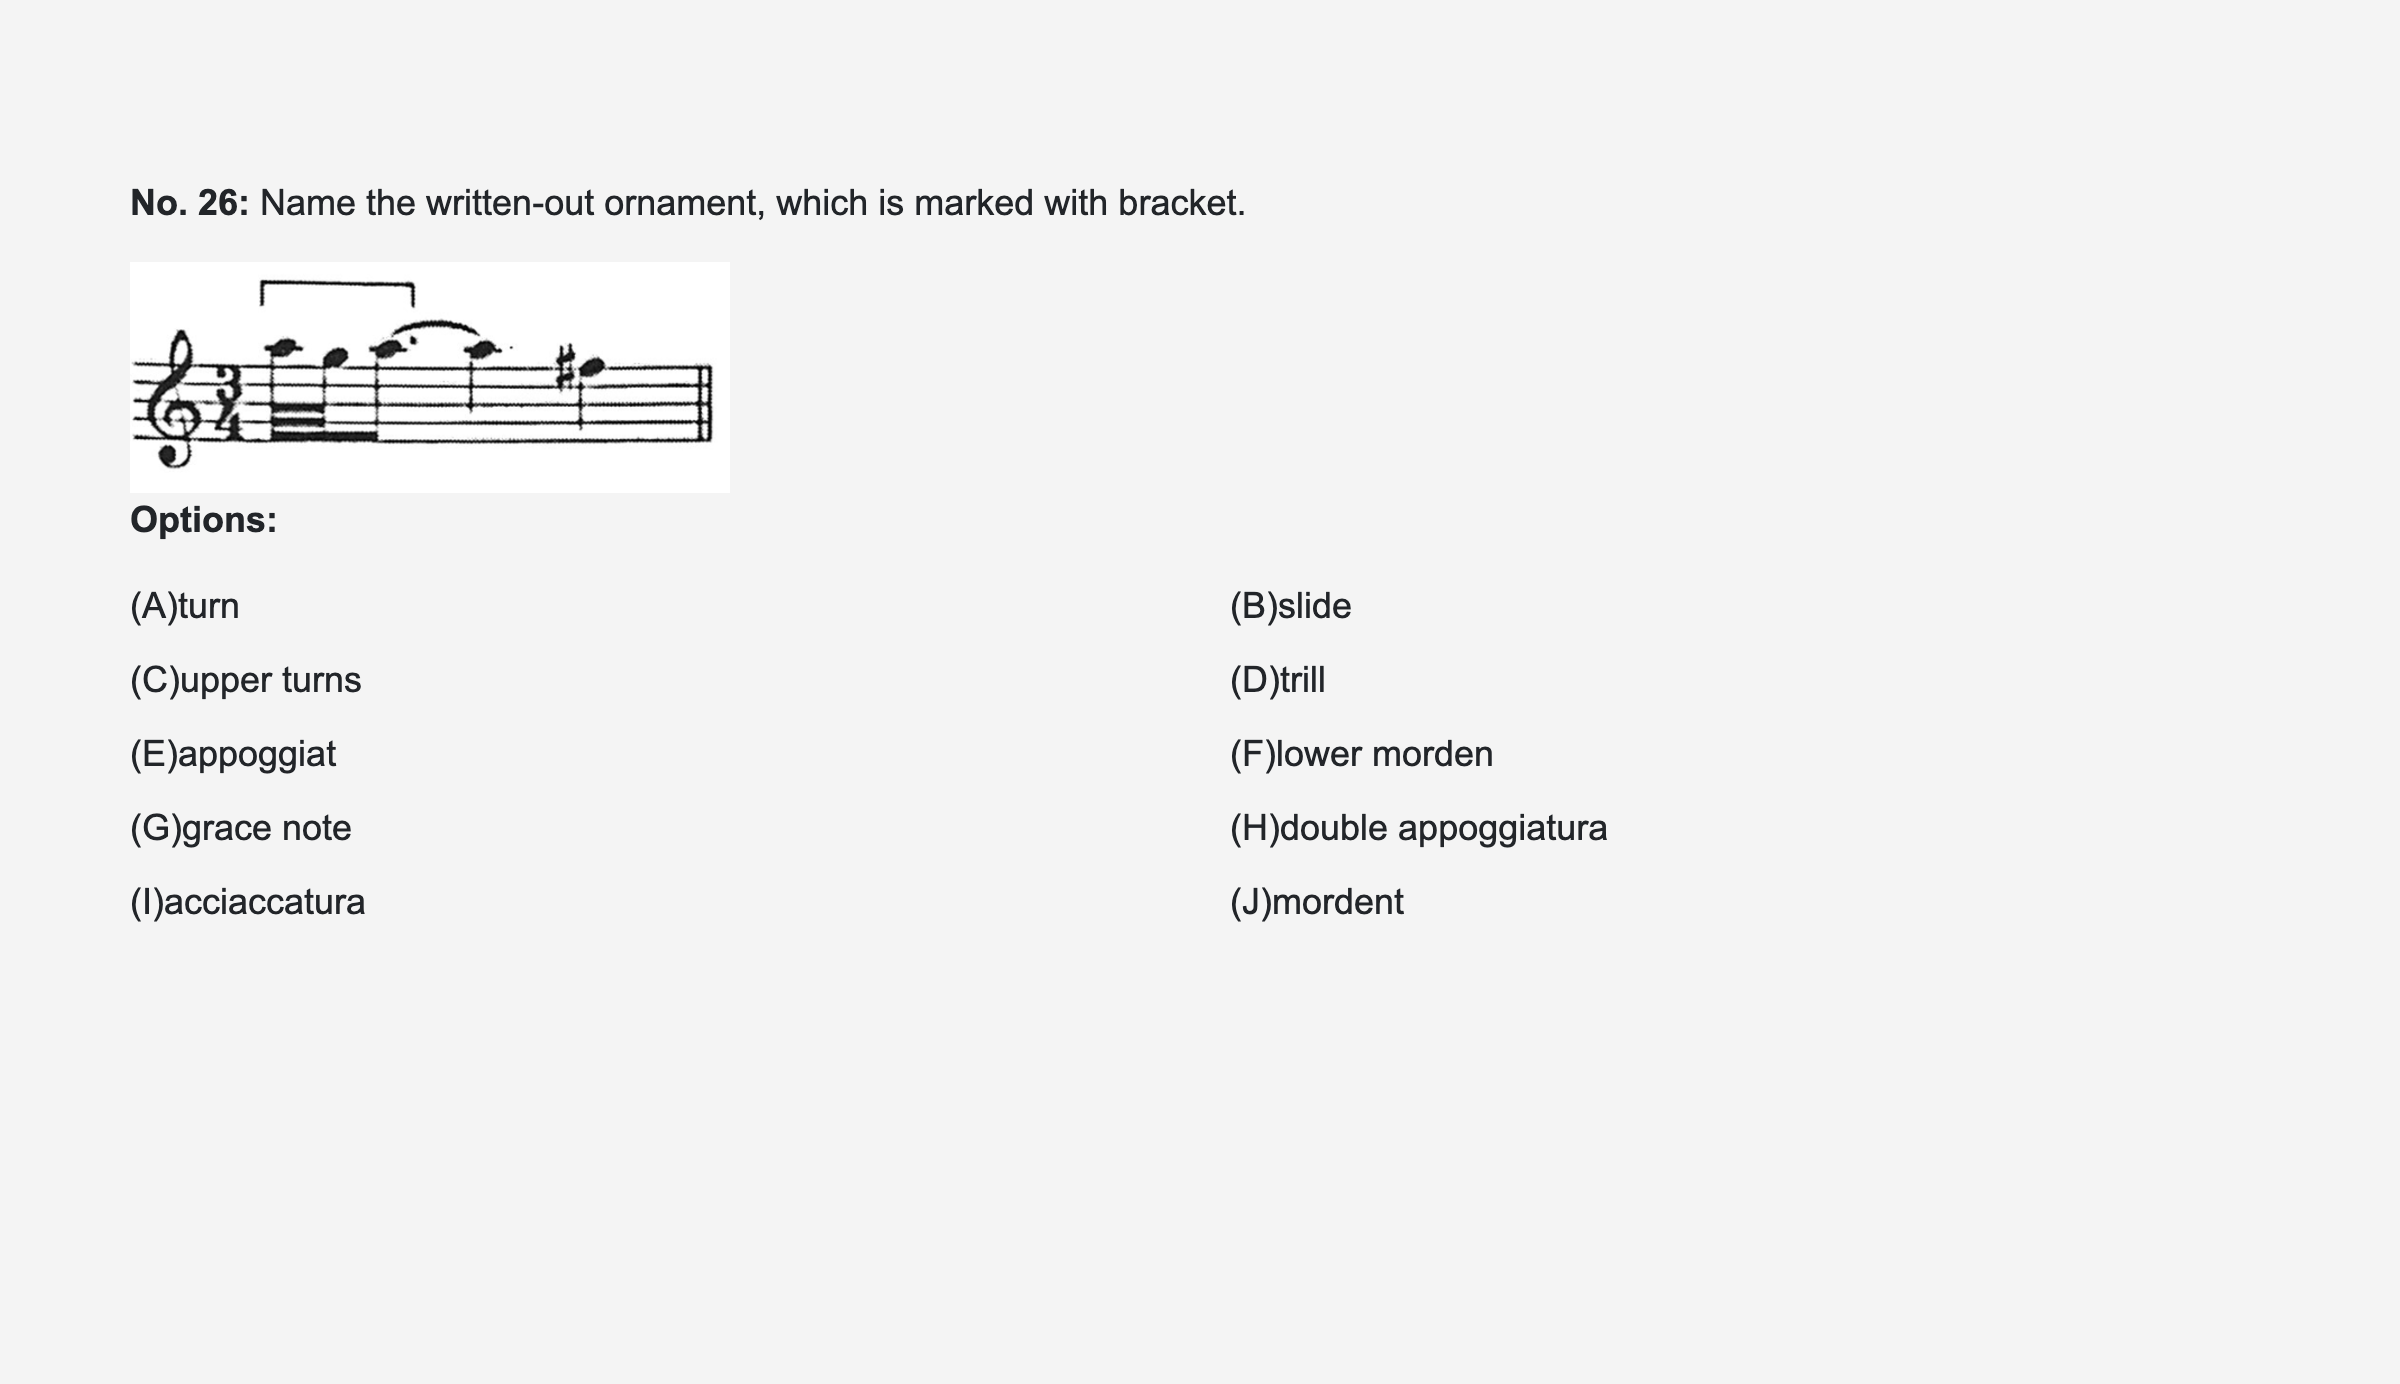 No. 26: Name the written-out ornament, which is marked with bracket.
3
4
Options:
(A)turn
(B)slide
(C)upper turns
(D)trill
(E)appoggiat
(F)lower morden
(G)grace note
(H)double appoggiatura
(I)acciaccatura
(J)mordent